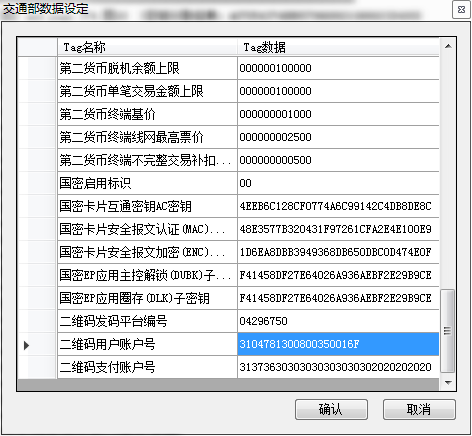 交通部数据设定
Tag名称 Tag数据
第二货币脱机余额上限 000000100000
第二货币单笔交易金额上限 000000100000
第二货币终端基价 000000001000
第二货币终端线网最高票价 000000002500
第二货币终端不完整交易补扣... 000000000500
国密启用标识 00
国密卡片互通密钥AC密钥 4EEB6C128CF0774A6C99142C4DB8DE8C
国密卡片安全报文认证(MAC)... 48E3577B320431F97261CFA2E4E100E9
国密卡片安全报文加密(ENC)... 1D6EA8DBB3949368DB650DBC0D474E0F
国密EP应用主控解锁(DUBK)子... F41458DF27E64026A936AEBF2E29B9CE
国密EP应用圈存(DLK)子密钥 F41458DF27E64026A936AEBF2E29B9CE
二维码发码平台编号 04296750
二维码用户账户号 3104781300800350016F
二维码支付账户号 31373630303030303030302020202020
确认 取消